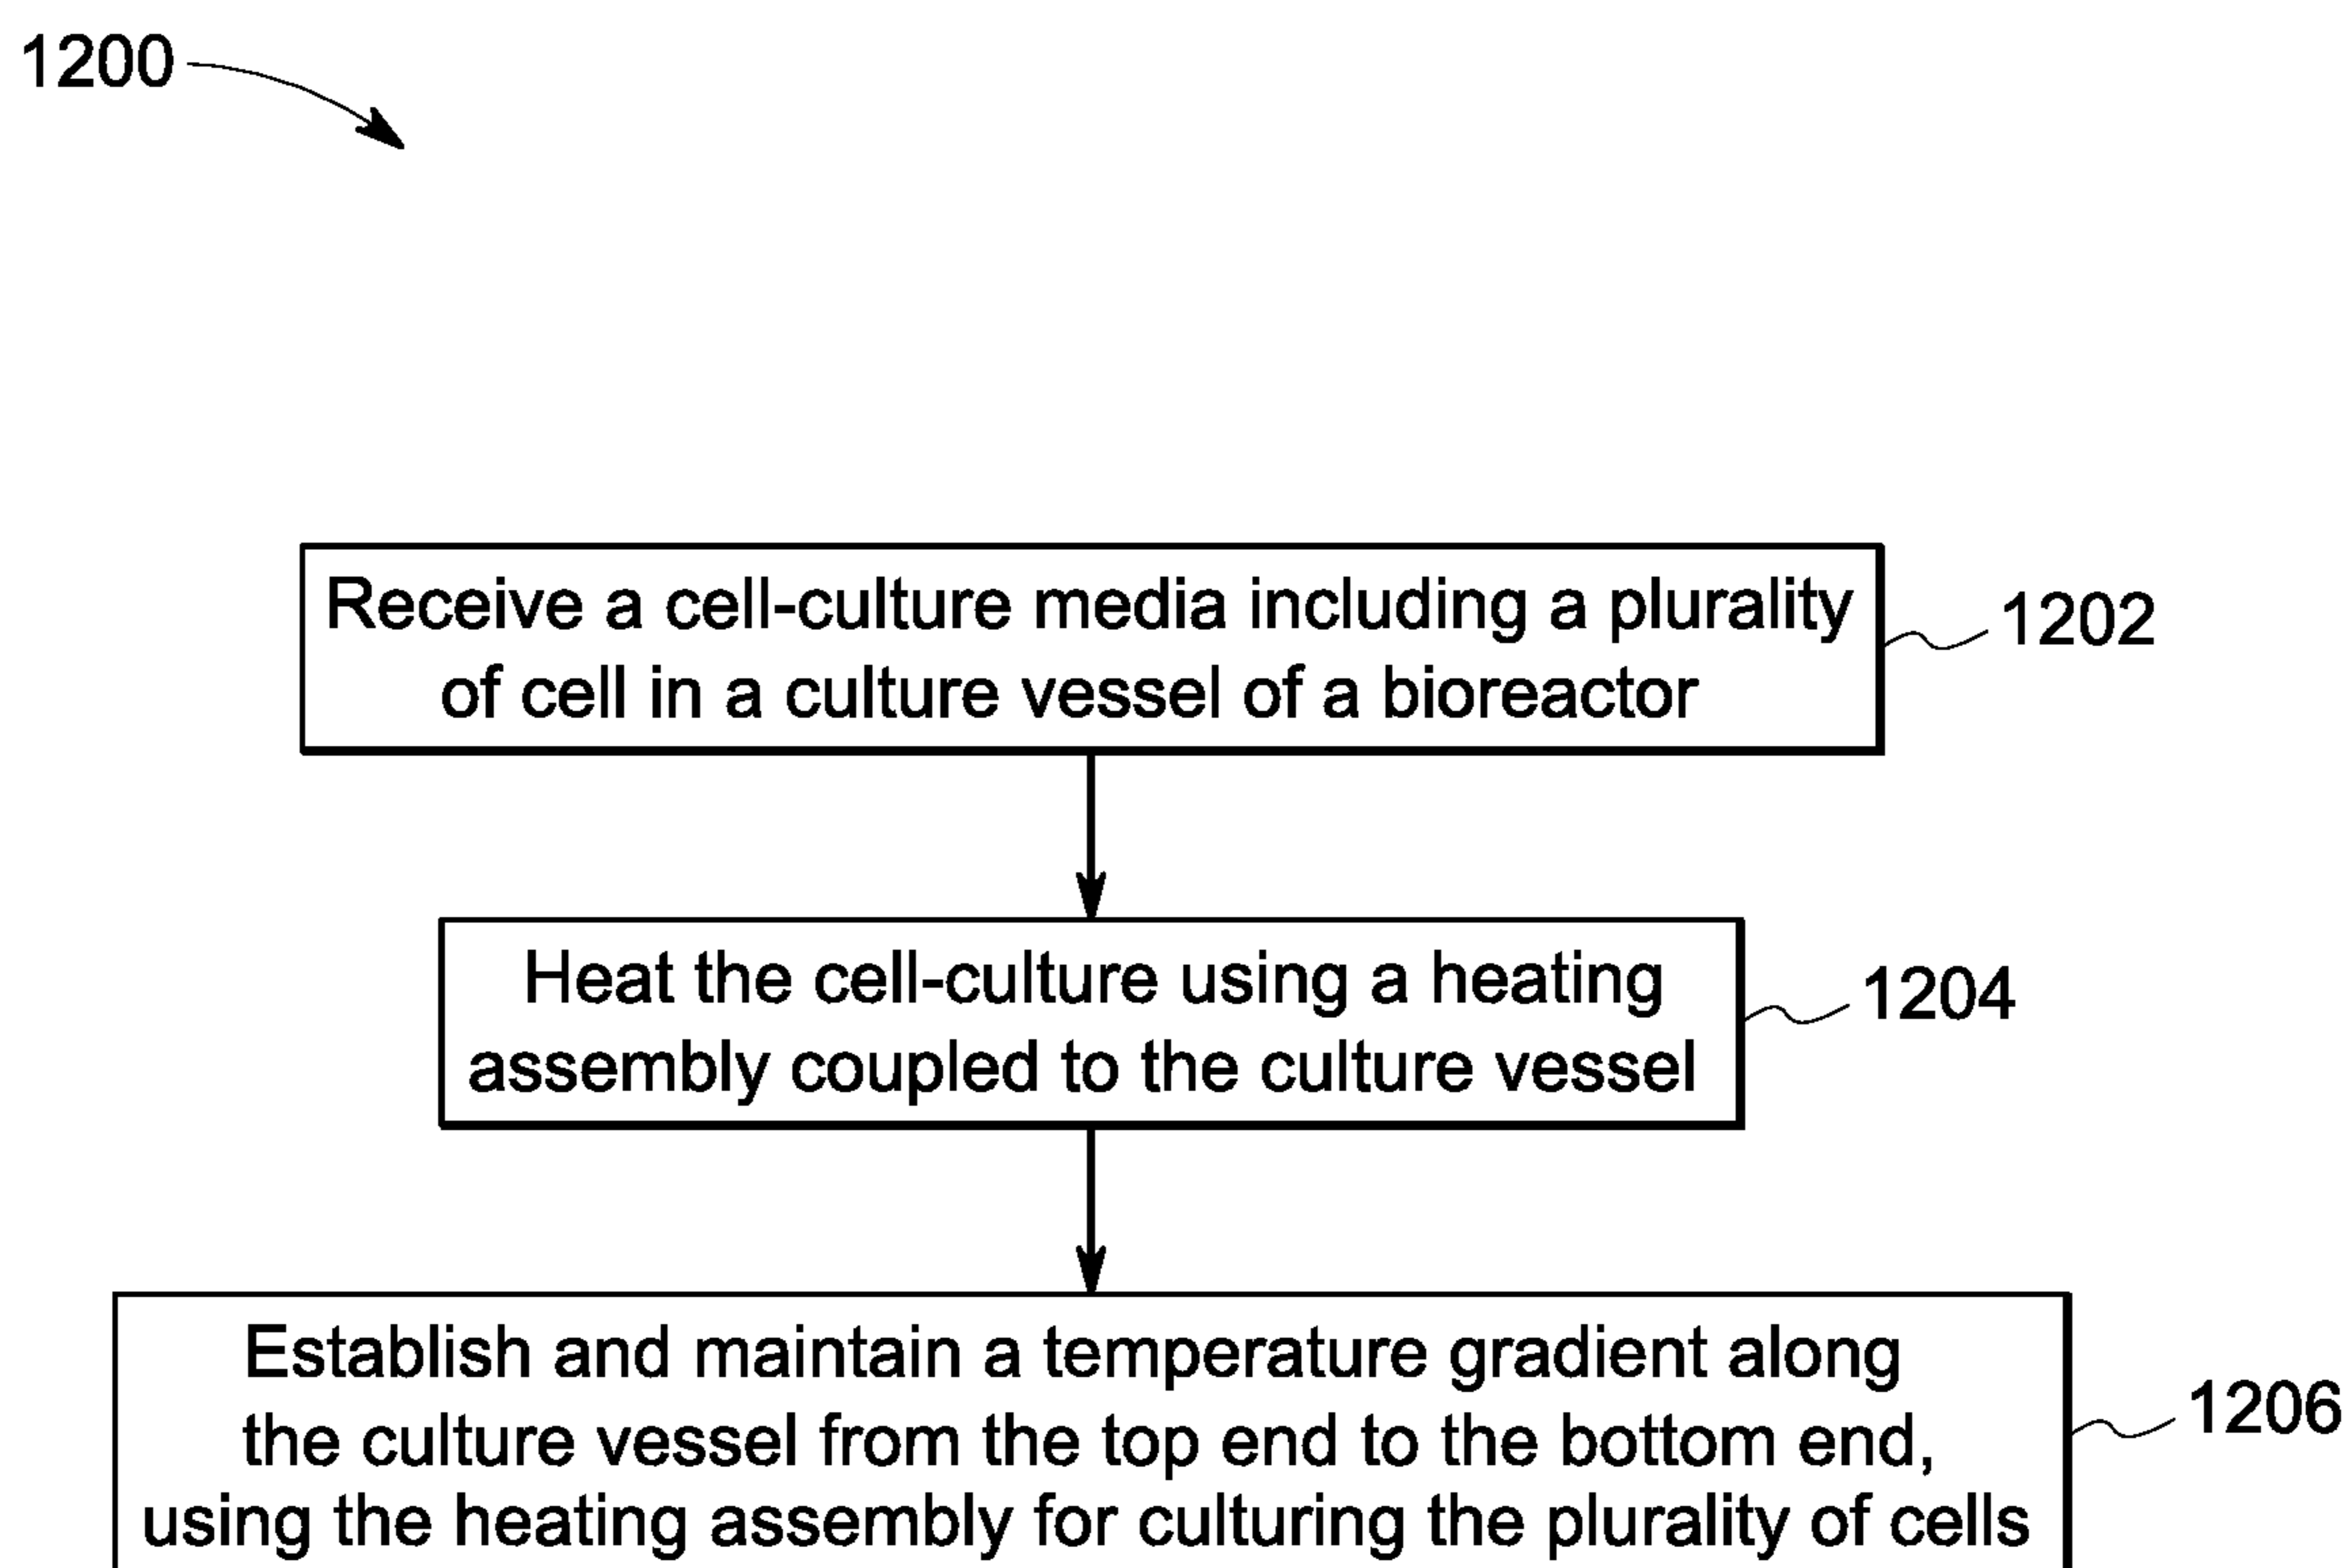 1200
Receive a cell-culture media including a plurality
of cell in a culture vessel of a bioreactor
1202
Heat the cell-culture using a heating
assembly coupled to the culture vessel
1204
Establish and maintain a temperature gradient along
the culture vessel from the top end to the bottom end,
using the heating assembly for culturing the plurality of cells
1206